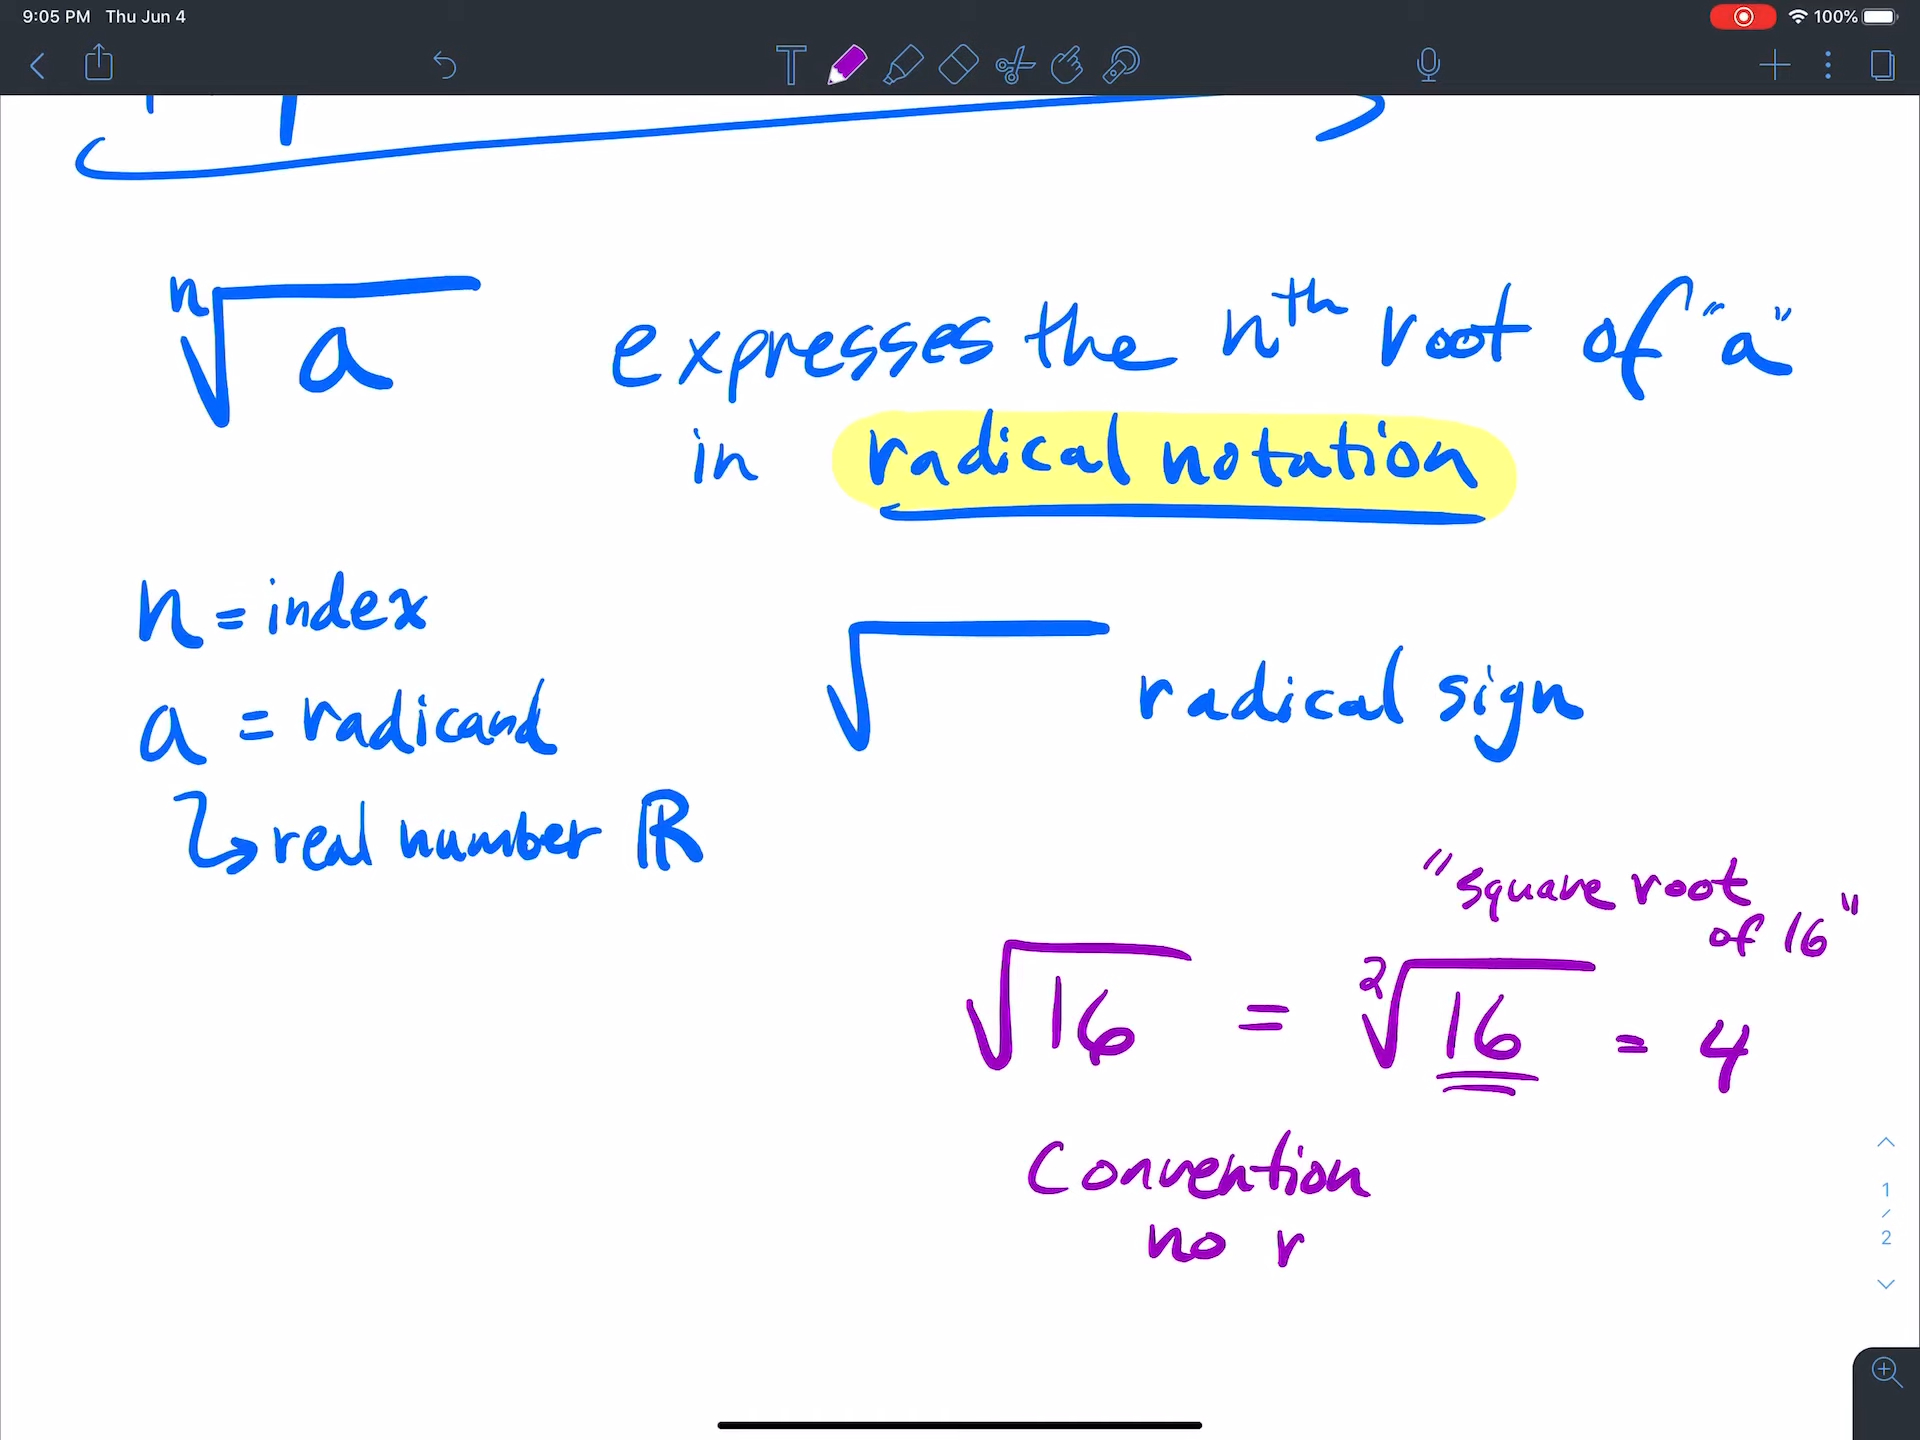 9:05 PM Thu Jun 4
100%
ⁿ√a expresses the nᵗʰ root of "a"
in radical notation
n = index
a = radicand
↳ real number ℝ
√ radical sign
"square root
of 16"
√16 = ²√16 = 4
Convention
no r
1
/
2